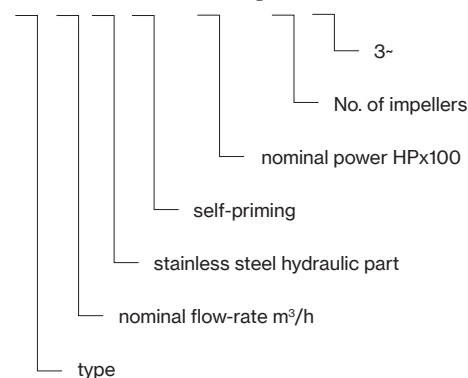 3~
No. of impellers
nominal power HPx100
self-priming
stainless steel hydraulic part
nominal flow-rate m³/h
type